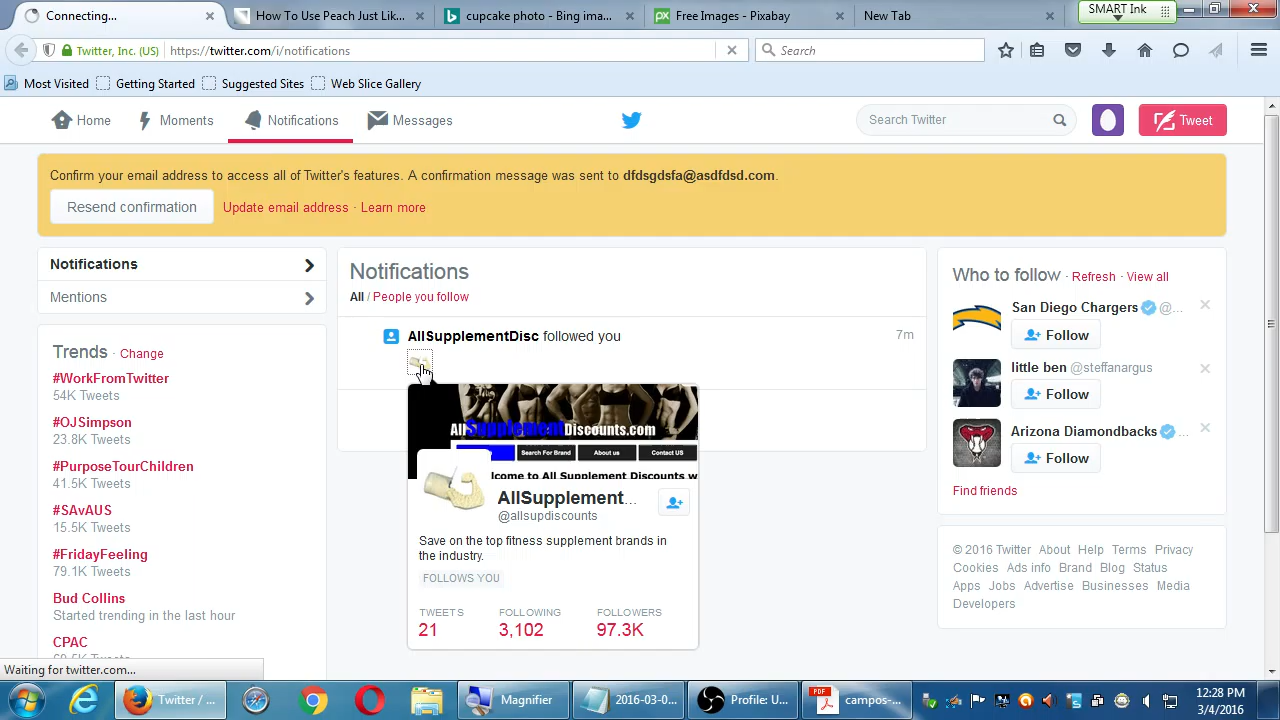 Connecting...
How To Use Peach Just Lik...
cupcake photo - Bing ima...
Free Images - Pixabay
New Tab
SMART Ink
Twitter, Inc. (US)
https://twitter.com/i/notifications
Search
Most Visited
Getting Started
Suggested Sites
Web Slice Gallery
Home
Moments
Notifications
Messages
Search Twitter
Tweet
Confirm your email address to access all of Twitter's features. A confirmation message was sent to dfdsgdsfa@asdfdsd.com.
Resend confirmation
Update email address · Learn more
Notifications
Mentions
Trends · Change
#WorkFromTwitter
54K Tweets
#OJSimpson
23.8K Tweets
#PurposeTourChildren
41.5K Tweets
#SAvAUS
15.5K Tweets
#FridayFeeling
79.1K Tweets
Bud Collins
Started trending in the last hour
CPAC
Notifications
All / People you follow
AllSupplementDisc followed you
7m
AllSupplementDiscounts.com
Search For Brand
About us
Contact US
lcome to All Supplement Discounts w
AllSupplement...
@allsupdiscounts
Save on the top fitness supplement brands in
the industry.
FOLLOWS YOU
TWEETS
FOLLOWING
FOLLOWERS
21
3,102
97.3K
Who to follow · Refresh · View all
San Diego Chargers @...
Follow
little ben @steffanargus
Follow
Arizona Diamondbacks ...
Follow
Find friends
© 2016 Twitter About Help Terms Privacy
Cookies Ads info Brand Blog Status
Apps Jobs Advertise Businesses Media
Developers
Waiting for twitter.com...
Twitter / ...
Magnifier
2016-03-0...
Profile: U...
PDF
campos-...
12:28 PM
3/4/2016